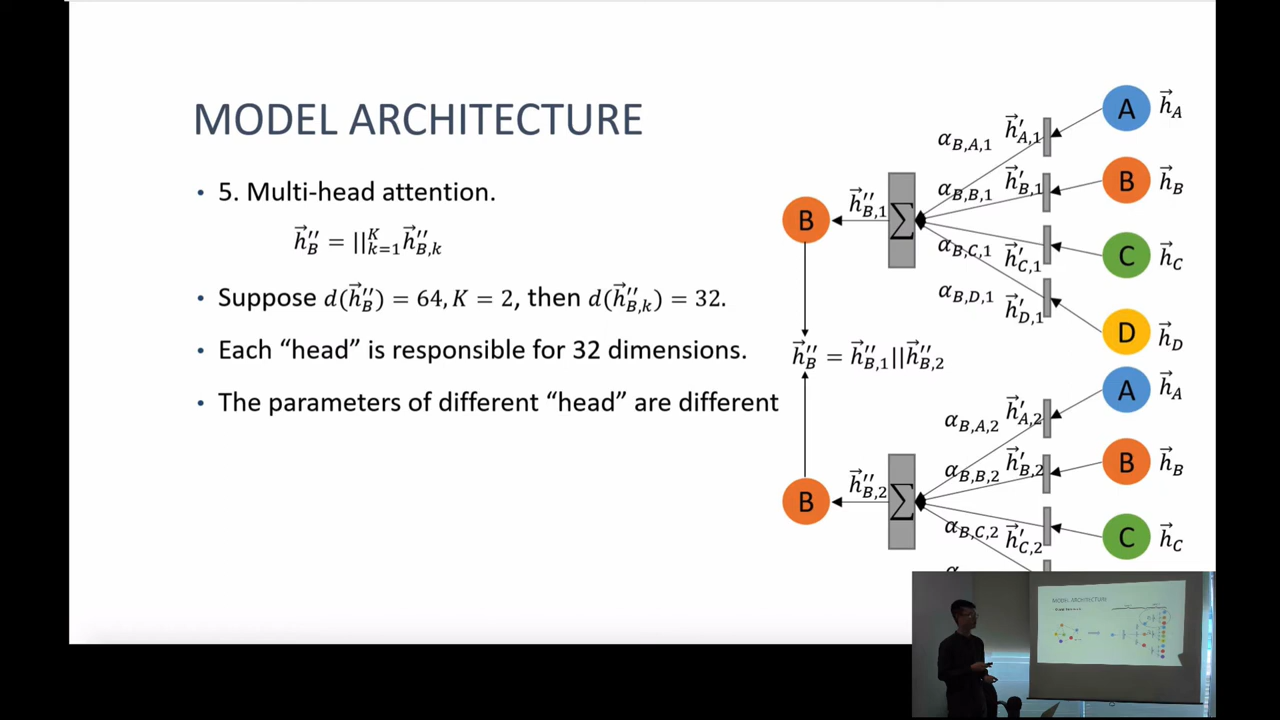 MODEL ARCHITECTURE
• 5. Multi-head attention.
h⃗''_B = ||^K_{k=1} h⃗''_{B,k}
• Suppose d(h⃗''_B) = 64, K = 2, then d(h⃗''_{B,k}) = 32.
• Each “head” is responsible for 32 dimensions.
• The parameters of different “head” are different
A h⃗_A
α_{B,A,1} h⃗'_{A,1}
B h⃗_B
α_{B,B,1} h⃗'_{B,1}
B h⃗''_{B,1} Σ
α_{B,C,1} h⃗'_{C,1}
C h⃗_C
α_{B,D,1} h⃗'_{D,1}
D h⃗_D
h⃗''_B = h⃗''_{B,1}||h⃗''_{B,2}
A h⃗_A
α_{B,A,2} h⃗'_{A,2}
B h⃗_B
α_{B,B,2} h⃗'_{B,2}
B h⃗''_{B,2} Σ
α_{B,C,2} h⃗'_{C,2}
C h⃗_C
MODEL ARCHITECTURE